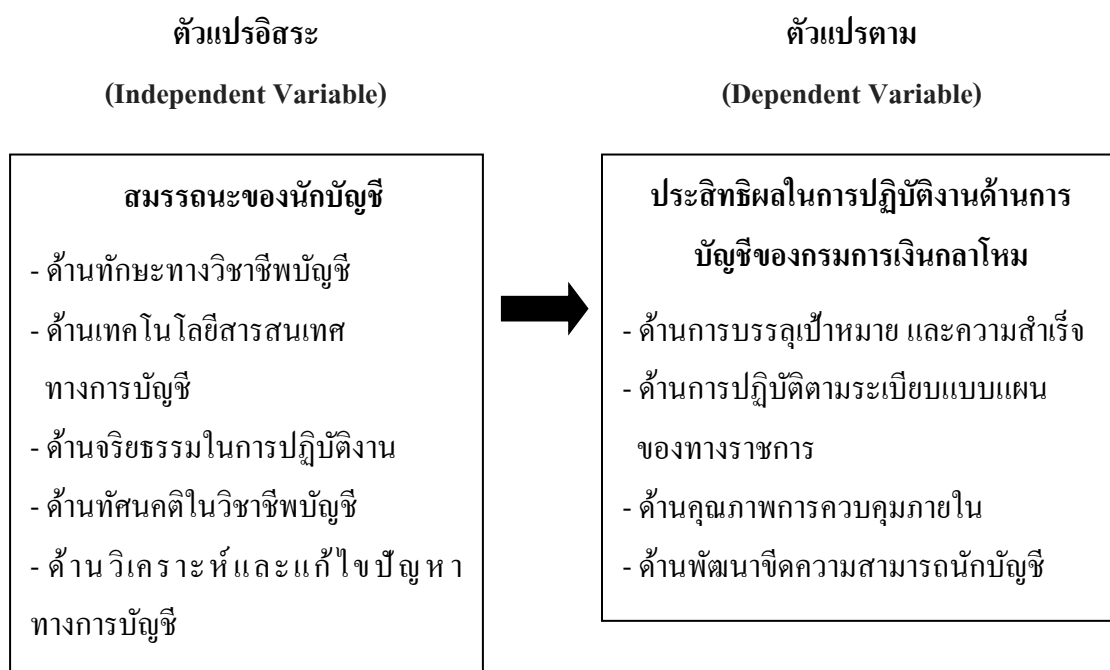 ตัวแปรอิสระ
(Independent Variable)
สมรรถนะของนักบัญชี
- ด้านทักษะทางวิชาชีพบัญชี
- ด้านเทคโนโลยีสารสนเทศ
ทางการบัญชี
- ด้านจริยธรรมในการปฏิบัติงาน
- ด้านทัศนคติในวิชาชีพบัญชี
- ด้านวิเคราะห์และแก้ไขปัญหา
ทางการบัญชี
ตัวแปรตาม
(Dependent Variable)
ประสิทธิผลในการปฏิบัติงานด้านการ
บัญชีของกรมการเงินกลาโหม
- ด้านการบรรลุเป้าหมาย และความสำเร็จ
- ด้านการปฏิบัติตามระเบียบแบบแผน
ของทางราชการ
- ด้านคุณภาพการควบคุมภายใน
- ด้านพัฒนาขีดความสามารถนักบัญชี